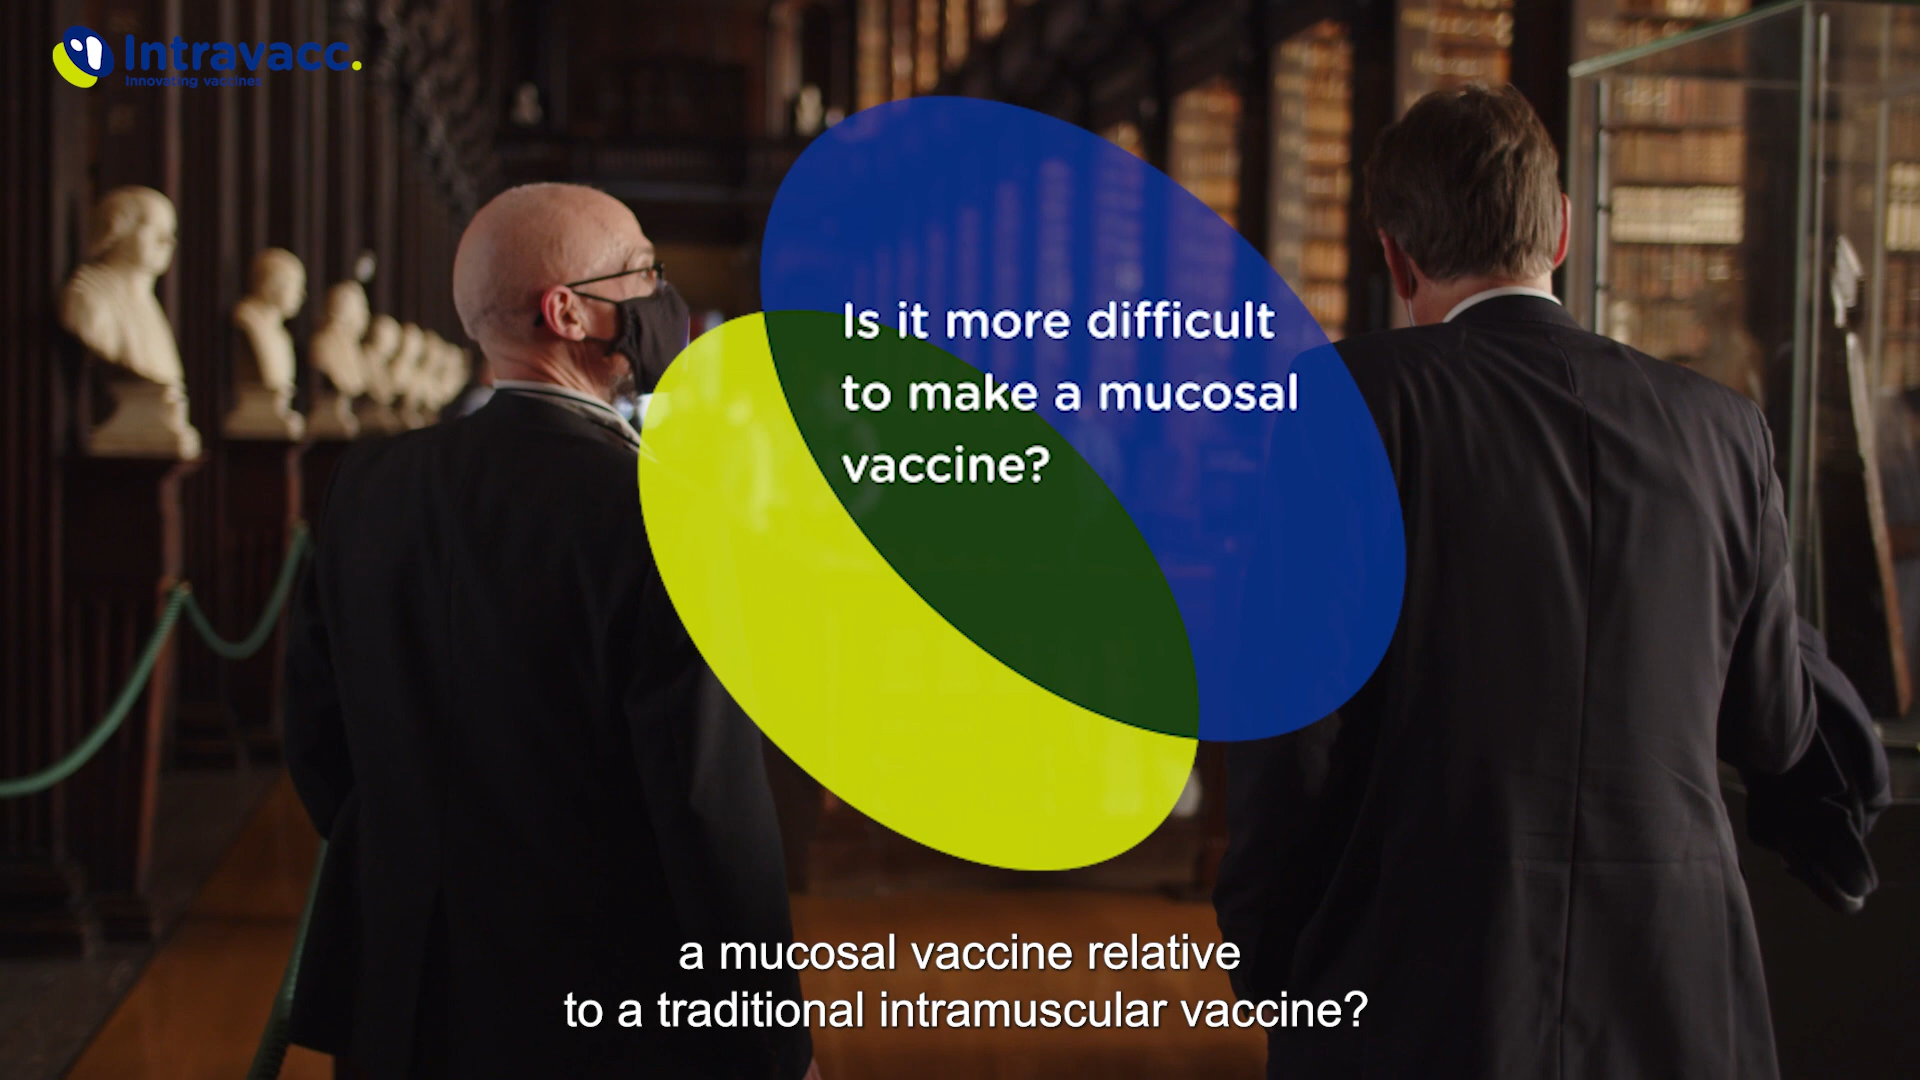 Intravacc.
Innovating vaccines
Is it more difficult
to make a mucosal
vaccine?
a mucosal vaccine relative
to a traditional intramuscular vaccine?